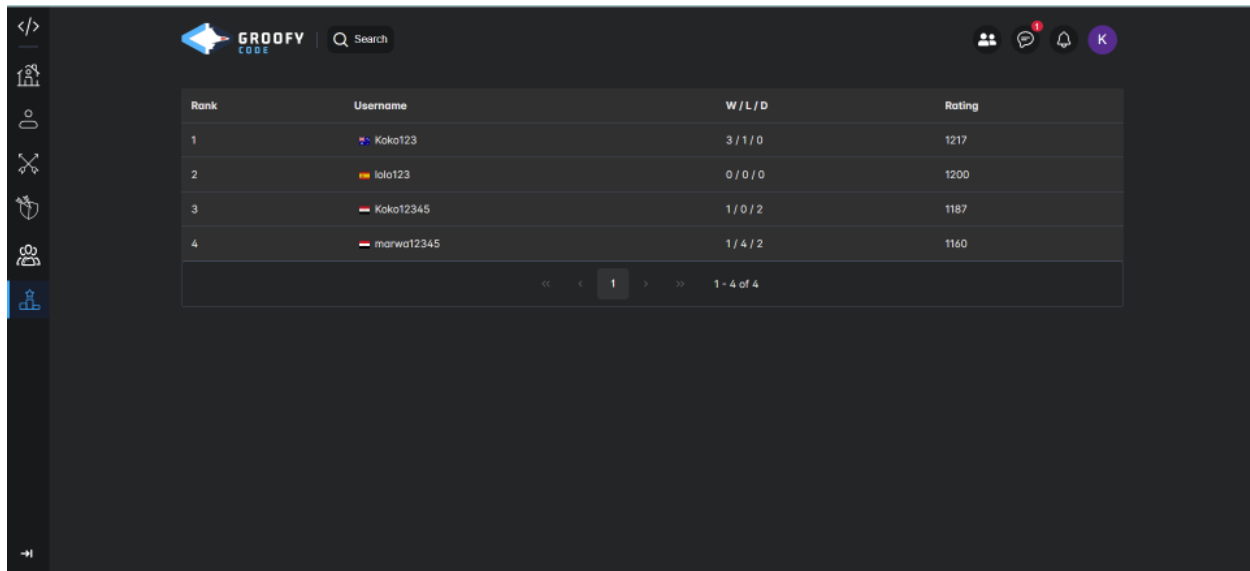 </>
GROOFY
CODE
Search
1
K
Rank Username W / L / D Rating
1 Koko123 3 / 1 / 0 1217
2 lolo123 0 / 0 / 0 1200
3 Koko12345 1 / 0 / 2 1187
4 marwa12345 1 / 4 / 2 1160
« ‹ 1 › » 1 - 4 of 4